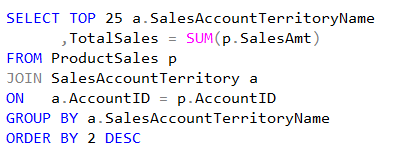 SELECT TOP 25 a.SalesAccountTerritoryName
,TotalSales = SUM(p.SalesAmt)
FROM ProductSales p
JOIN SalesAccountTerritory a
ON a.AccountID = p.AccountID
GROUP BY a.SalesAccountTerritoryName
ORDER BY 2 DESC